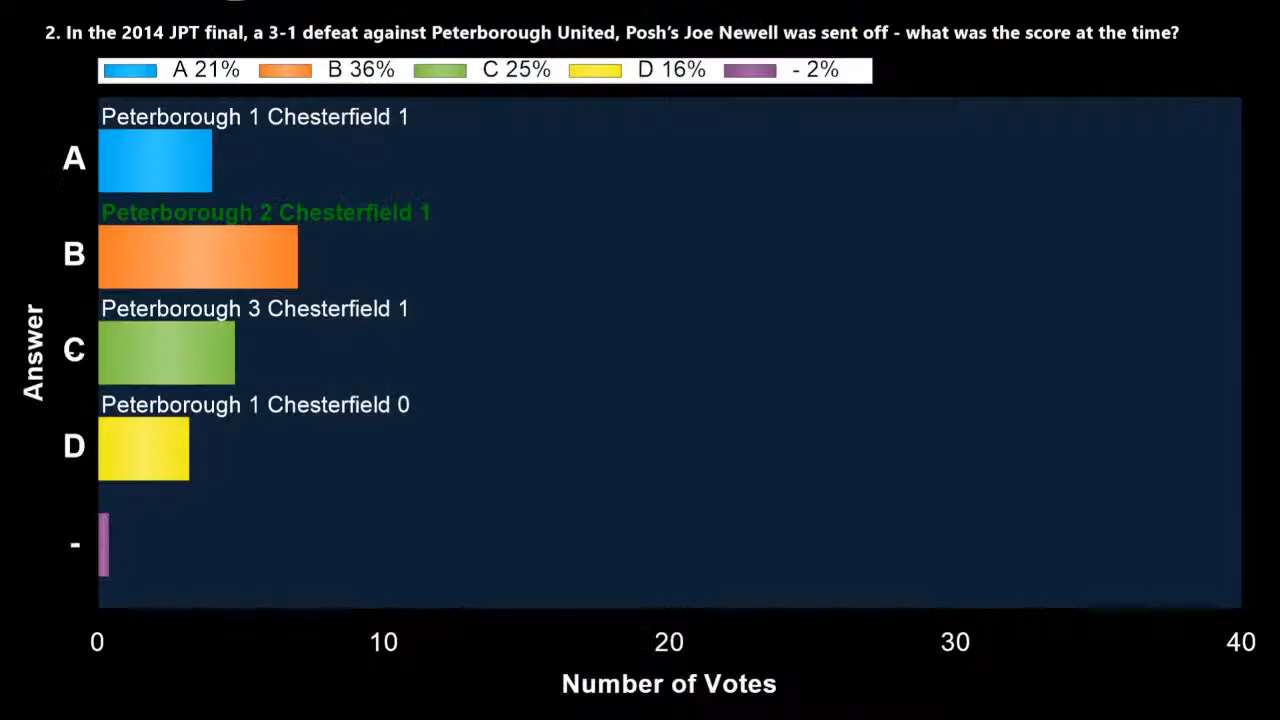 2. In the 2014 JPT final, a 3-1 defeat against Peterborough United, Posh’s Joe Newell was sent off - what was the score at the time?
A 21% B 36% C 25% D 16% - 2%
Peterborough 1 Chesterfield 1
A
Peterborough 2 Chesterfield 1
B
Peterborough 3 Chesterfield 1
C
Peterborough 1 Chesterfield 0
D
-
Answer
0 10 20 30 40
Number of Votes